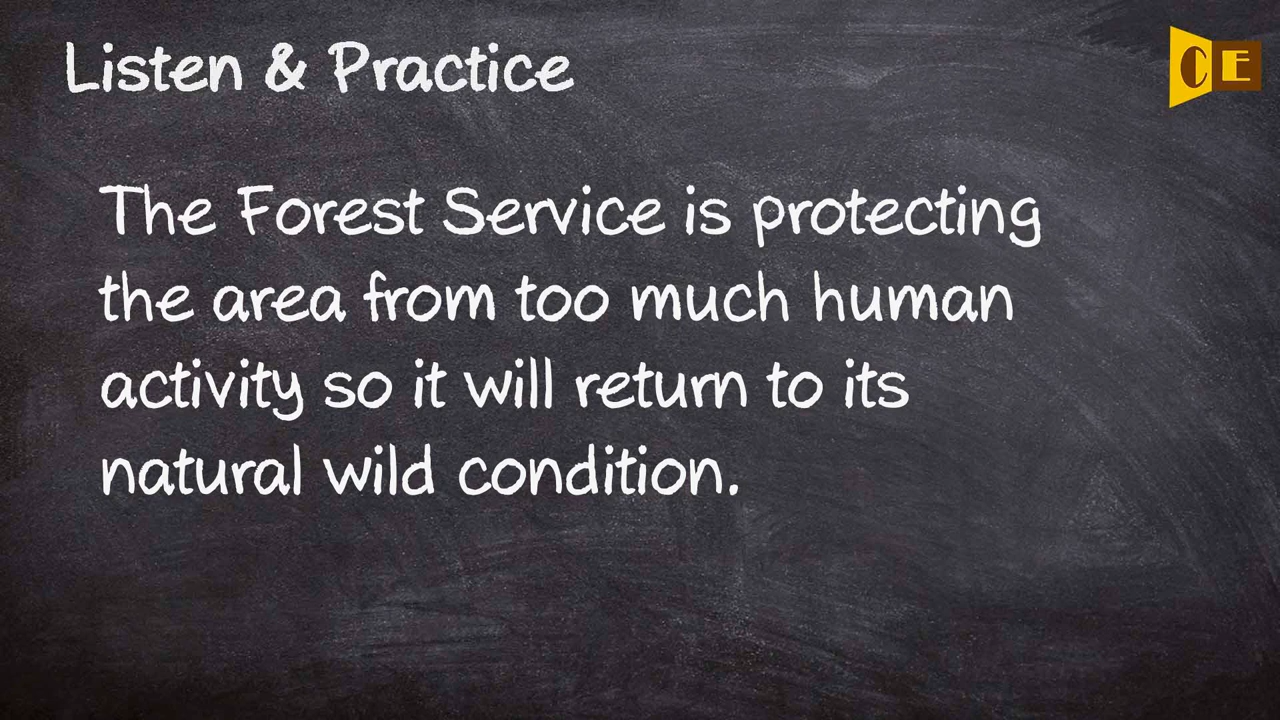 Listen & Practice
CE
The Forest Service is protecting
the area from too much human
activity so it will return to its
natural wild condition.